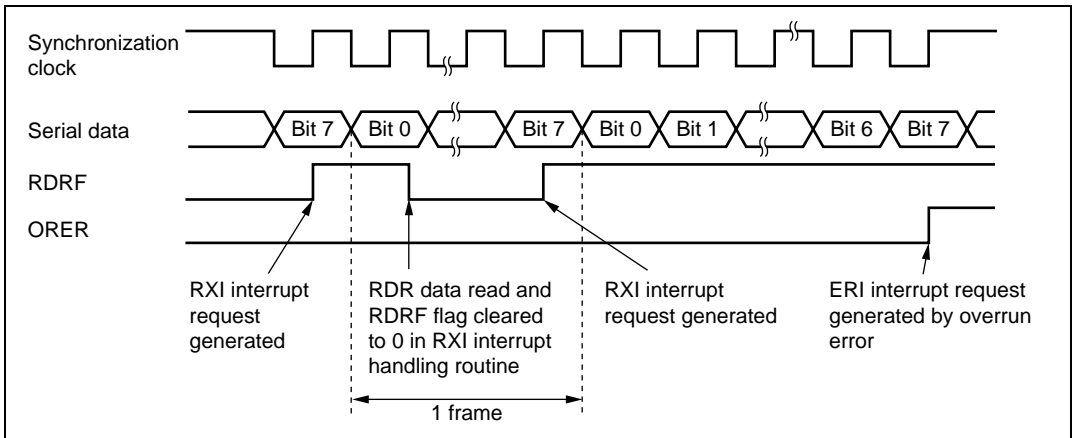 Synchronization
clock
Serial data
Bit 7
Bit 0
Bit 7
Bit 0
Bit 1
Bit 6
Bit 7
RDRF
ORER
RXI interrupt
request
generated
RDR data read and
RDRF flag cleared
to 0 in RXI interrupt
handling routine
RXI interrupt
request generated
ERI interrupt request
generated by overrun
error
1 frame